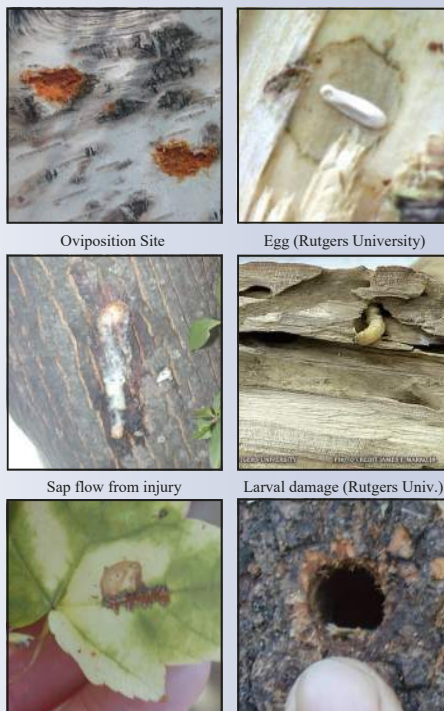 Oviposition Site
Egg (Rutgers University)
Sap flow from injury
Larval damage (Rutgers Univ.)